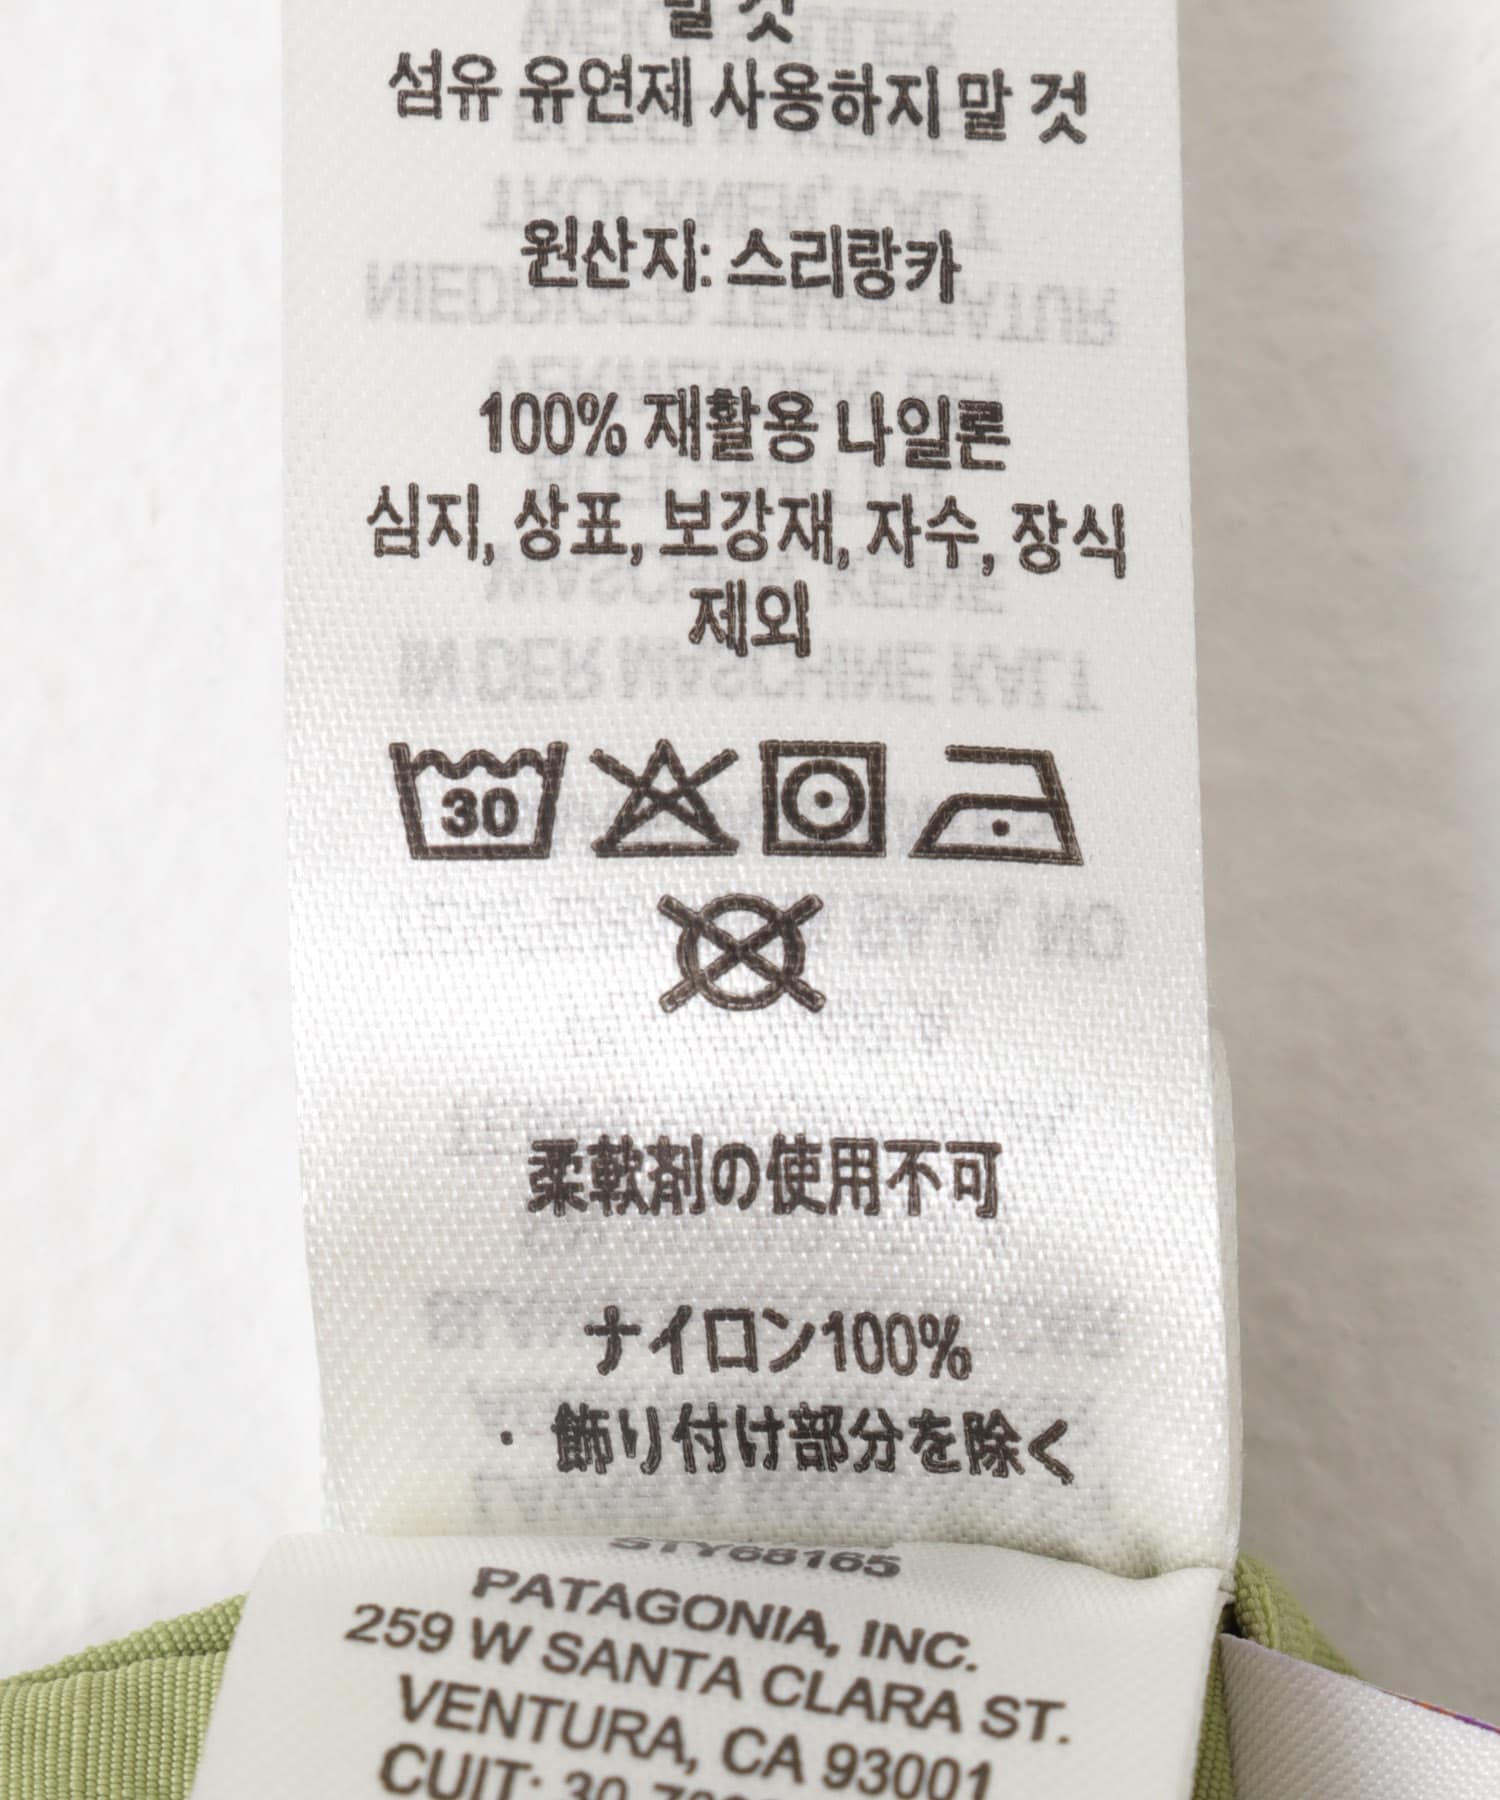 말 것
섬유 유연제 사용하지 말 것
원산지: 스리랑카
100% 재활용 나일론
심지, 상표, 보강재, 자수, 장식
제외
30
柔軟剤の使用不可
ナイロン100%
・飾り付け部分を除く
STY68165
PATAGONIA, INC.
259 W SANTA CLARA ST.
VENTURA, CA 93001
CUIT: